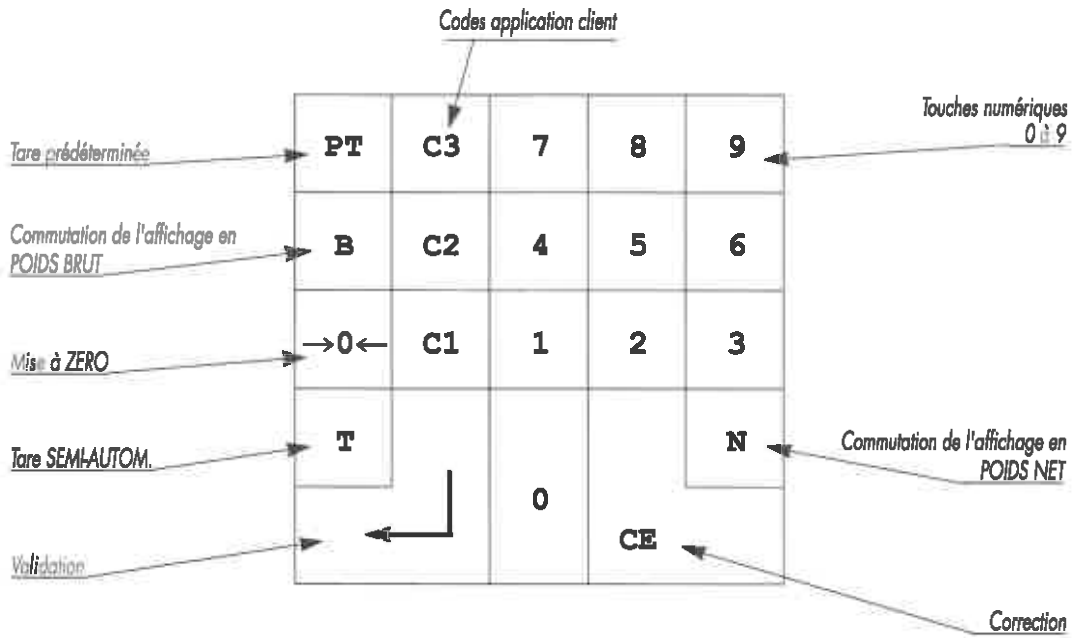 Codes application client
Touches numériques
0 à 9
Tare prédéterminée
PT C3 7 8 9
Commutation de l'affichage en
POIDS BRUT
B C2 4 5 6
Mise à ZERO
→0← C1 1 2 3
Tare SEMI-AUTOM.
T N
Commutation de l'affichage en
POIDS NET
0
CE
Validation
Correction